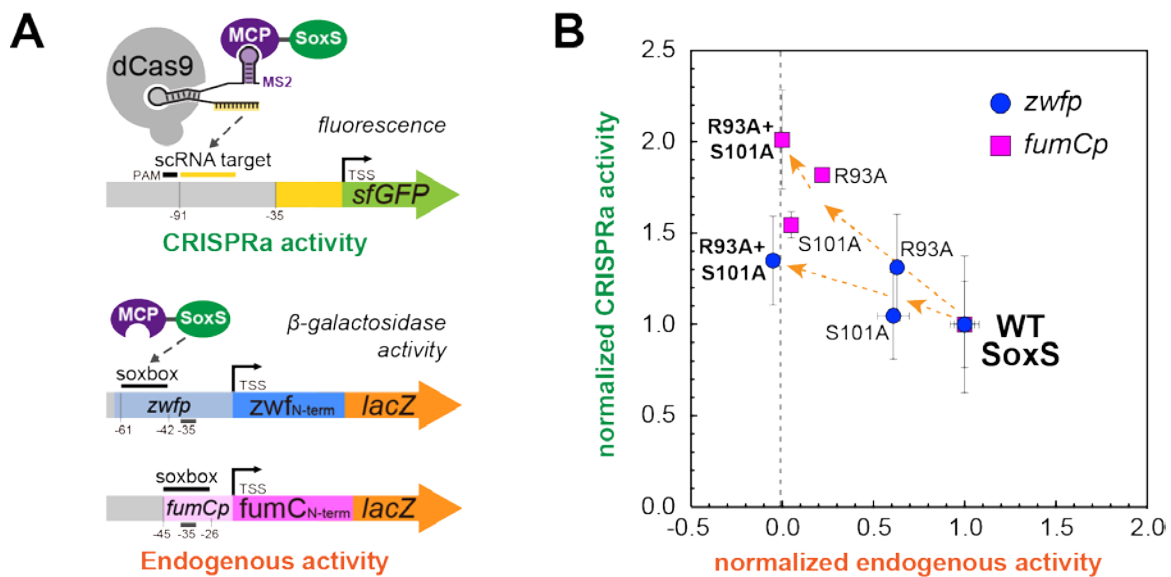 A
MCP
SoxS
dCas9
MS2
fluorescence
scRNA target
PAM
TSS
sfGFP
-91
-35
CRISPRa activity
MCP
SoxS
β-galactosidase
activity
soxbox
TSS
zwfp
zwfN-term
lacZ
-61
-42
-35
soxbox
TSS
fumCp
fumCN-term
lacZ
-45
-35
-26
Endogenous activity
B
normalized CRISPRa activity
2.5
2.0
1.5
1.0
0.5
0.0
-0.5
0.0
0.5
1.0
1.5
2.0
normalized endogenous activity
zwfp
fumCp
R93A+
S101A
R93A
S101A
R93A+
S101A
R93A
S101A
WT
SoxS